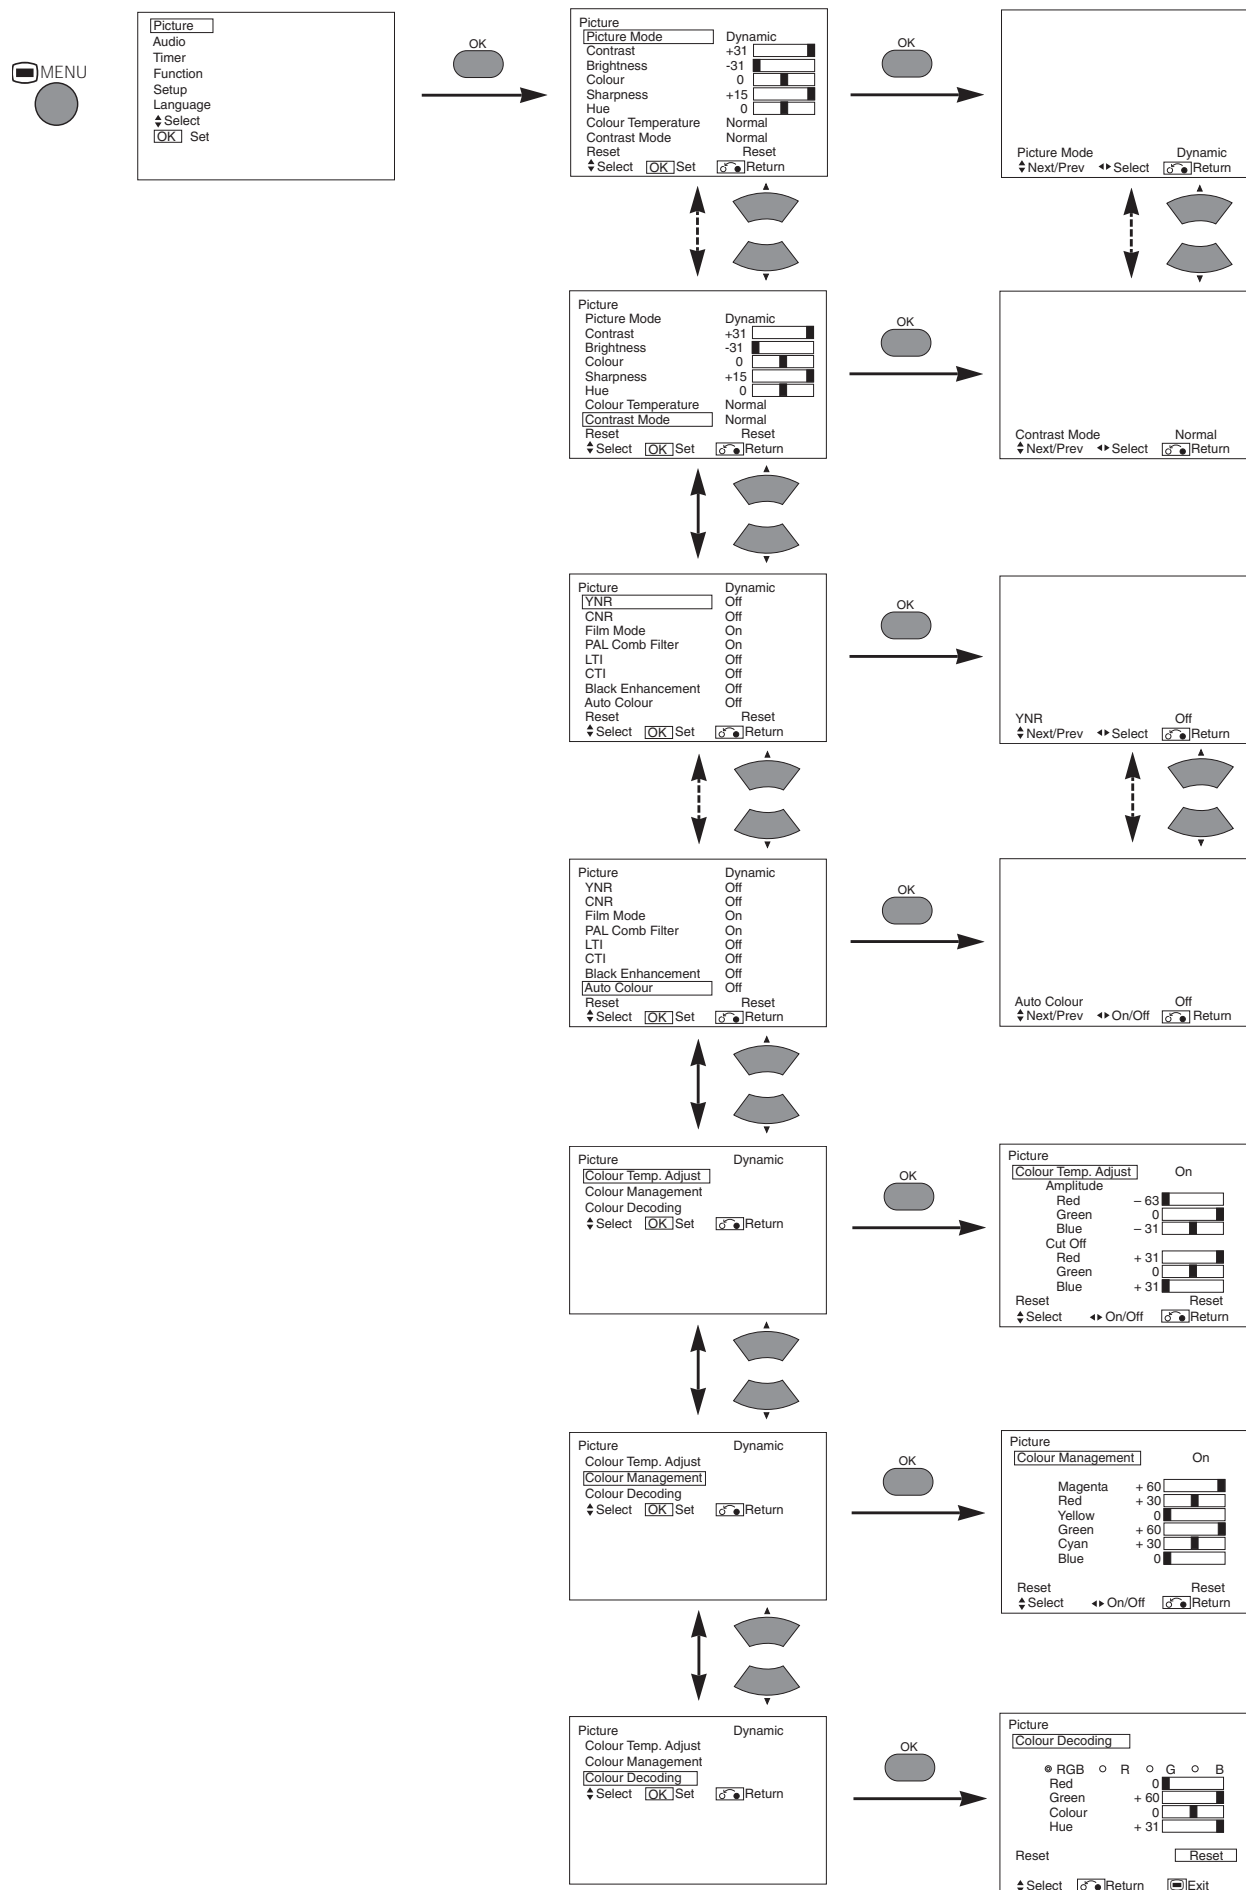 MENU
Picture
Audio
Timer
Function
Setup
Language
Select
OK Set
OK
Picture
Picture Mode Dynamic
Contrast +31
Brightness -31
Colour 0
Sharpness +15
Hue 0
Colour Temperature Normal
Contrast Mode Normal
Reset Reset
Select OK Set Return
OK
Picture Mode Dynamic
Next/Prev Select Return
Picture
Picture Mode Dynamic
Contrast +31
Brightness -31
Colour 0
Sharpness +15
Hue 0
Colour Temperature Normal
Contrast Mode Normal
Reset Reset
Select OK Set Return
OK
Contrast Mode Normal
Next/Prev Select Return
Picture Dynamic
YNR Off
CNR Off
Film Mode On
PAL Comb Filter On
LTI Off
CTI Off
Black Enhancement Off
Auto Colour Off
Reset Reset
Select OK Set Return
OK
YNR Off
Next/Prev Select Return
Picture Dynamic
YNR Off
CNR Off
Film Mode On
PAL Comb Filter On
LTI Off
CTI Off
Black Enhancement Off
Auto Colour Off
Reset Reset
Select OK Set Return
OK
Auto Colour Off
Next/Prev On/Off Return
Picture Dynamic
Colour Temp. Adjust
Colour Management
Colour Decoding
Select OK Set Return
OK
Picture
Colour Temp. Adjust On
Amplitude
Red – 63
Green 0
Blue – 31
Cut Off
Red + 31
Green 0
Blue + 31
Reset Reset
Select On/Off Return
Picture Dynamic
Colour Temp. Adjust
Colour Management
Colour Decoding
Select OK Set Return
OK
Picture
Colour Management On
Magenta + 60
Red + 30
Yellow 0
Green + 60
Cyan + 30
Blue 0
Reset Reset
Select On/Off Return
Picture Dynamic
Colour Temp. Adjust
Colour Management
Colour Decoding
Select OK Set Return
OK
Picture
Colour Decoding
RGB R G B
Red 0
Green + 60
Colour 0
Hue + 31
Reset Reset
Select Return Exit